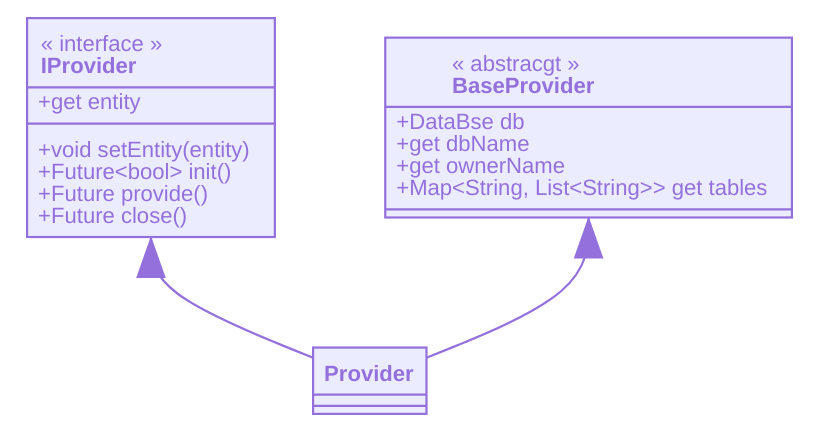 « interface »
IProvider
+get entity
+void setEntity(entity)
+Future<bool> init()
+Future provide()
+Future close()
« abstracgt »
BaseProvider
+DataBse db
+get dbName
+get ownerName
+Map<String, List<String>> get tables
Provider